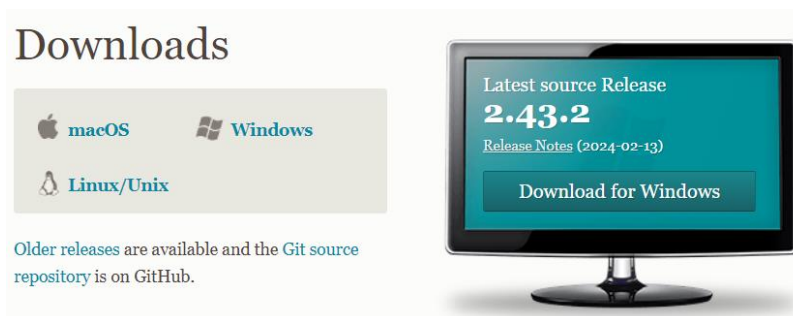 Downloads
macOS
Windows
Linux/Unix
Older releases are available and the Git source
repository is on GitHub.
Latest source Release
2.43.2
Release Notes (2024-02-13)
Download for Windows